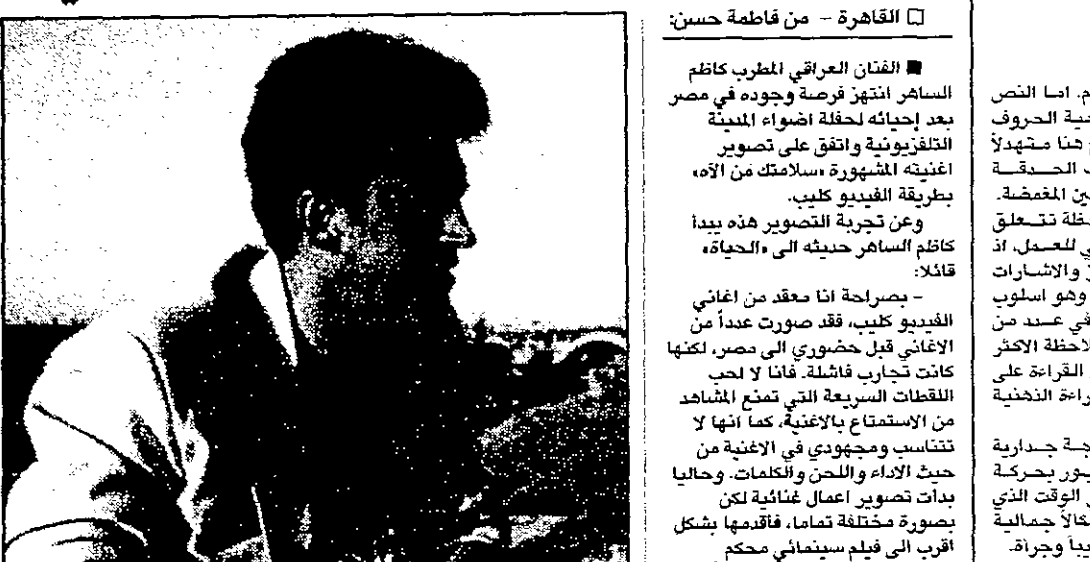 القاهرة – من فاطمة حسن:
الفنان العراقي المطرب كاظم
الساهر انتهز فرصة وجوده في مصر
بعد إحيائه لحفلة اضواء المدينة
التلفزيونية واتفق على تصوير
اغنيته المشهورة «سلامتك من الآه»
بطريقة الفيديو كليب.
وعن تجربة التصوير هذه يبدأ
كاظم الساهر حديثه الى «الحياة»
قائلا:
– بصراحة انا معقد من اغاني
الفيديو كليب، فقد صورت عدداً من
الاغاني قبل حضوري الى مصر، لكنها
كانت تجارب فاشلة. فانا لا احب
اللقطات السريعة التي تمنع المشاهد
من الاستمتاع بالاغنية، كما انها لا
تتناسب ومجهودي في الاغنية من
حيث الاداء واللحن والكلمات. وحاليا
بدأت تصوير اعمال غنائية لكن
بصورة مختلفة تماما، فاقدمها بشكل
أقرب الى فيلم سينمائي محكم
م. اما النص
الحروف
هنا متهدلاً
الحدقة
ين المغمضة.
تتعلق
ي للعمل، اذ
والاشارات
وهو اسلوب
في عدد من
الاكثر
القراءة على
الذهنية
جدارية
بحركة
الوقت الذي
جمالية
وجرأة.